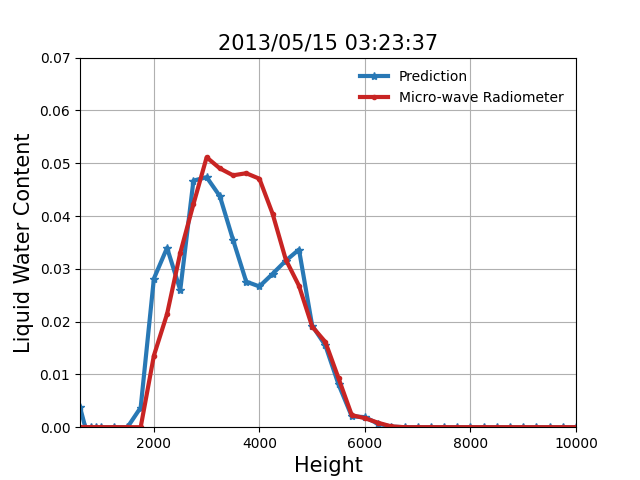 2013/05/15 03:23:37
0.07
0.06
0.05
0.04
0.03
0.02
0.01
0.00
Liquid Water Content
Prediction
Micro-wave Radiometer
2000 4000 6000 8000 10000
Height